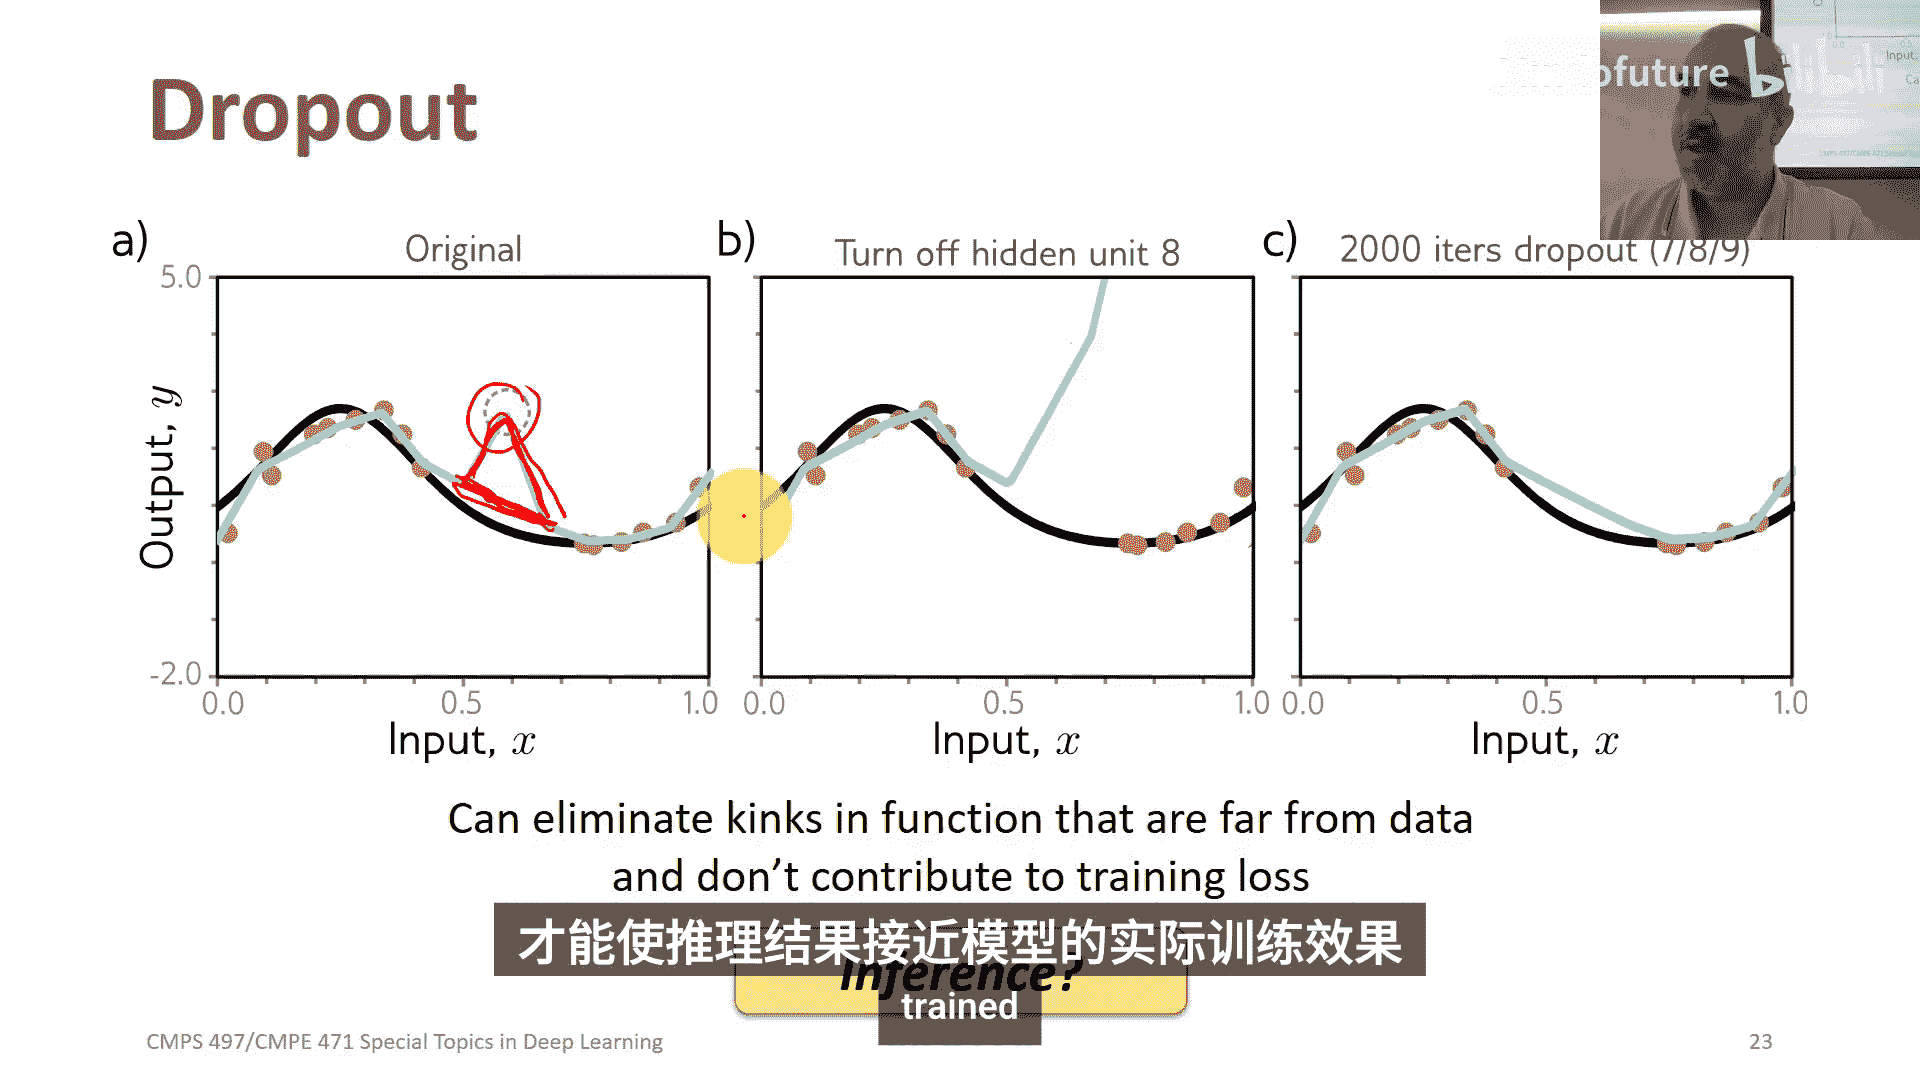 Dropout
ofuture bilibili
a)
Original
b)
Turn off hidden unit 8
c)
2000 iters dropout (7/8/9)
5.0
-2.0
Output, y
0.0 0.5 1.0
0.0 0.5 1.0
0.0 0.5 1.0
Input, x
Input, x
Input, x
Can eliminate kinks in function that are far from data
and don't contribute to training loss
才能使推理结果接近模型的实际训练效果
Inference?
trained
CMPS 497/CMPE 471 Special Topics in Deep Learning
23